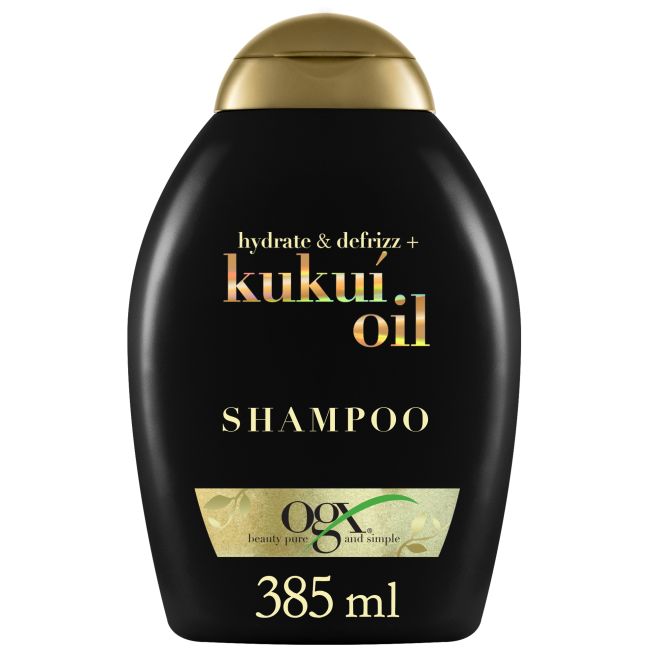 hydrate & defrizz +
kukuí
oil
SHAMPOO
ogx®
beauty pure and simple
385 ml